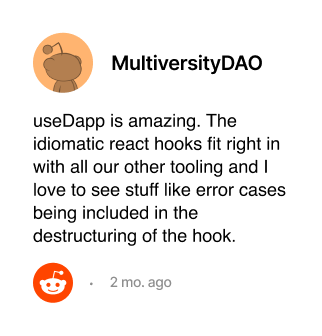 MultiversityDAO
useDapp is amazing. The
idiomatic react hooks fit right in
with all our other tooling and I
love to see stuff like error cases
being included in the
destructuring of the hook.
· 2 mo. ago